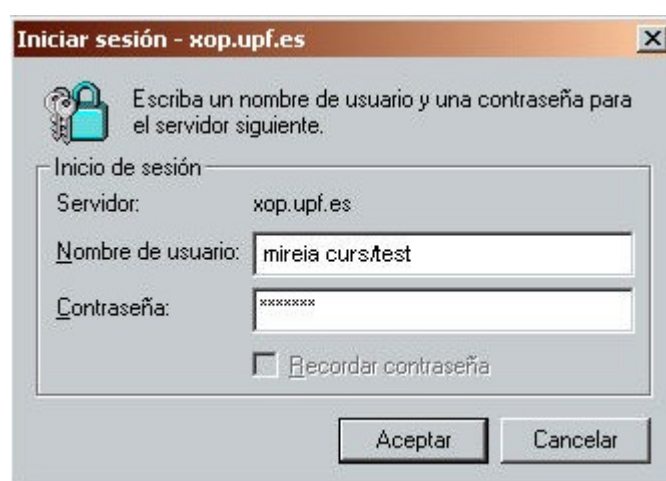 Iniciar sesión - xop.upf.es
Escriba un nombre de usuario y una contraseña para
el servidor siguiente.
Inicio de sesión
Servidor: xop.upf.es
Nombre de usuario: mireia curs/test
Contraseña: *******
Recordar contraseña
Aceptar Cancelar